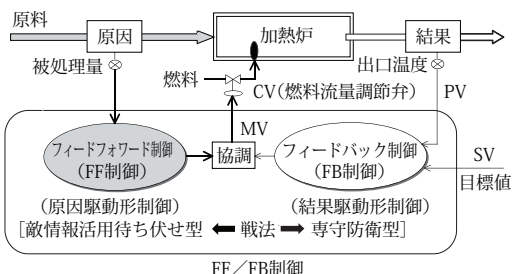 原料
原因
加熱炉
結果
被処理量
燃料
出口温度
CV(燃料流量調節弁)
PV
MV
フィードフォワード制御
(FF制御)
協調
フィードバック制御
(FB制御)
SV
目標値
(原因駆動形制御)
(結果駆動形制御)
[敵情報活用待ち伏せ型 ⬅ 戦法 ➡ 専守防衛型]
FF/FB制御